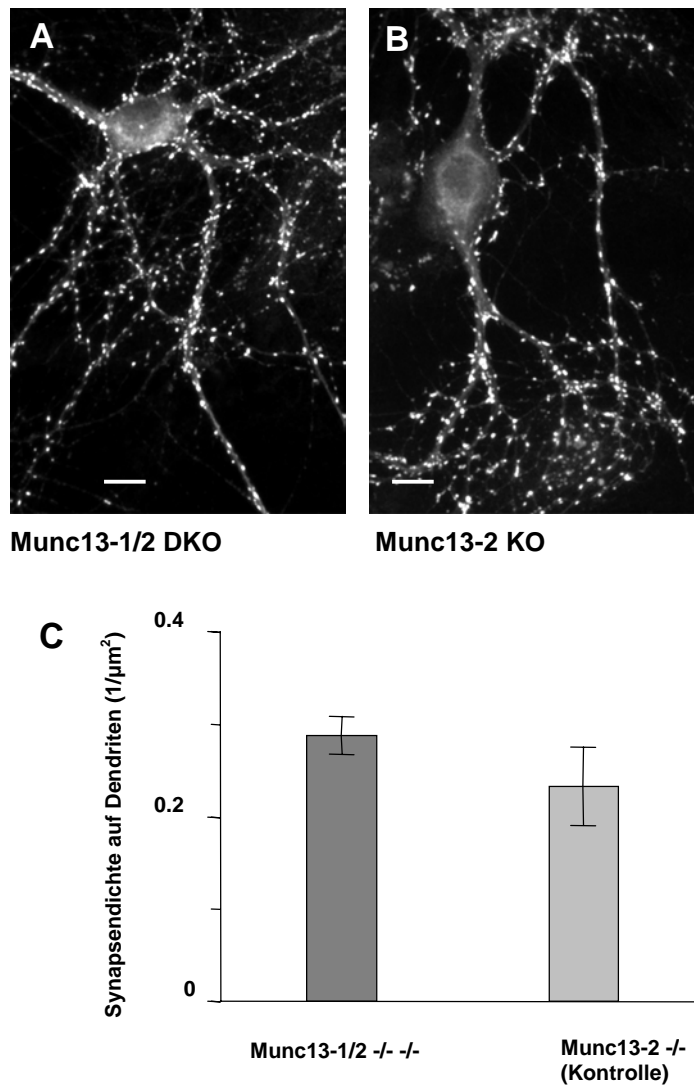 A
B
Munc13-1/2 DKO
Munc13-2 KO
C
Synapsendichte auf Dendriten (1/µm²)
0.4
0.2
0
Munc13-1/2 -/- -/-
Munc13-2 -/-
(Kontrolle)